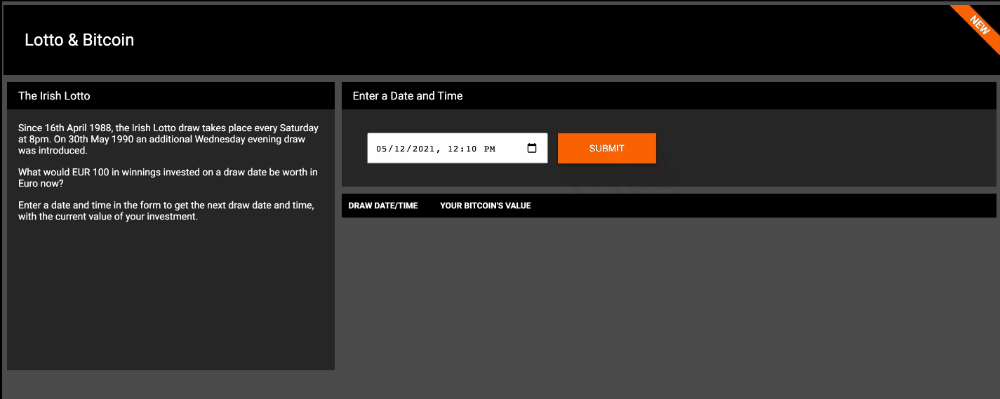 Lotto & Bitcoin
NEW
The Irish Lotto
Since 16th April 1988, the Irish Lotto draw takes place every Saturday
at 8pm. On 30th May 1990 an additional Wednesday evening draw
was introduced.
What would EUR 100 in winnings invested on a draw date be worth in
Euro now?
Enter a date and time in the form to get the next draw date and time,
with the current value of your investment.
Enter a Date and Time
05/12/2021, 12:10 PM
SUBMIT
DRAW DATE/TIME YOUR BITCOIN'S VALUE